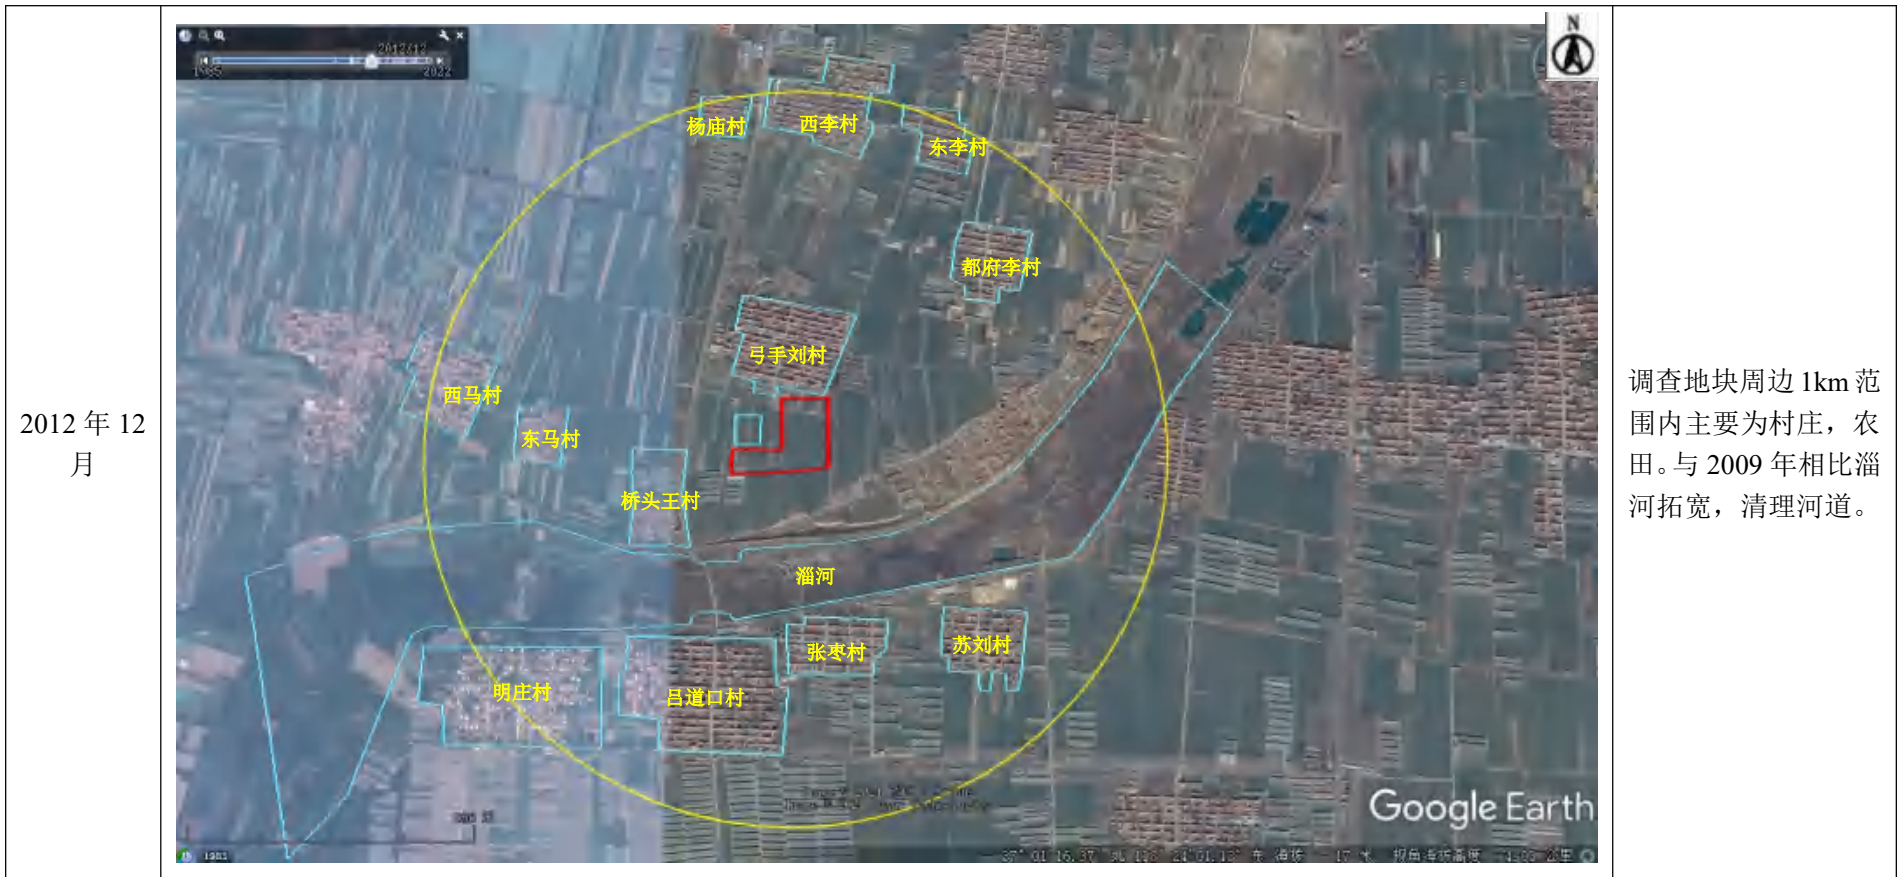 2012 年 12
月
2012/12
1985
2022
N
杨庙村
西李村
东李村
都府李村
弓手刘村
西马村
东马村
桥头王村
淄河
张枣村
苏刘村
明庄村
吕道口村
Google Earth
调查地块周边 1km 范
围内主要为村庄，农
田。与 2009 年相比淄
河拓宽，清理河道。